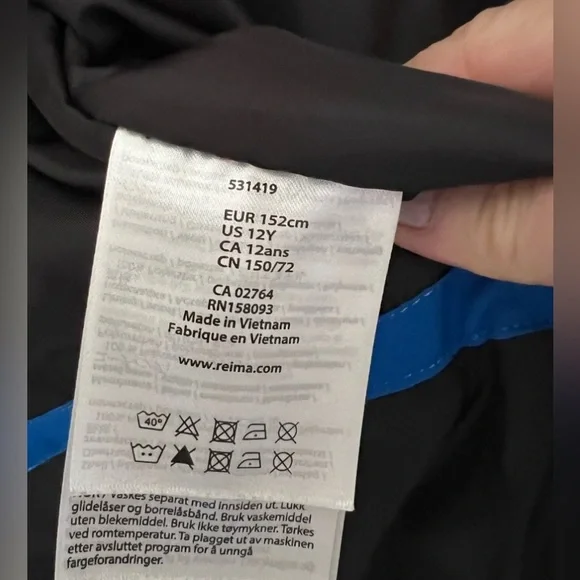 531419
EUR 152cm
US 12Y
CA 12ans
CN 150/72
CA 02764
RN158093
Made in Vietnam
Fabrique en Vietnam
www.reima.com
40°
vaskes separat med innsiden ut. Lukk
glidelåser og borrelåsbånd. Bruk vaskemiddel
uten blekemiddel. Bruk ikke tøymykner. Tørkes
ved romtemperatur. Ta plagget ut av maskinen
etter avsluttet program for å unngå
fargeforandringer.